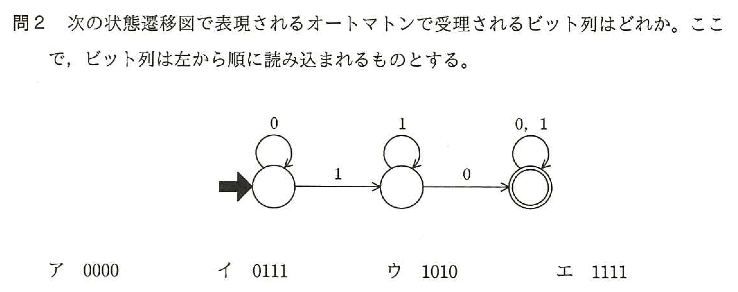 問2 次の状態遷移図で表現されるオートマトンで受理されるビット列はどれか。ここ
で，ビット列は左から順に読み込まれるものとする。
0 1 0, 1
1 0
ア 0000 イ 0111 ウ 1010 エ 1111